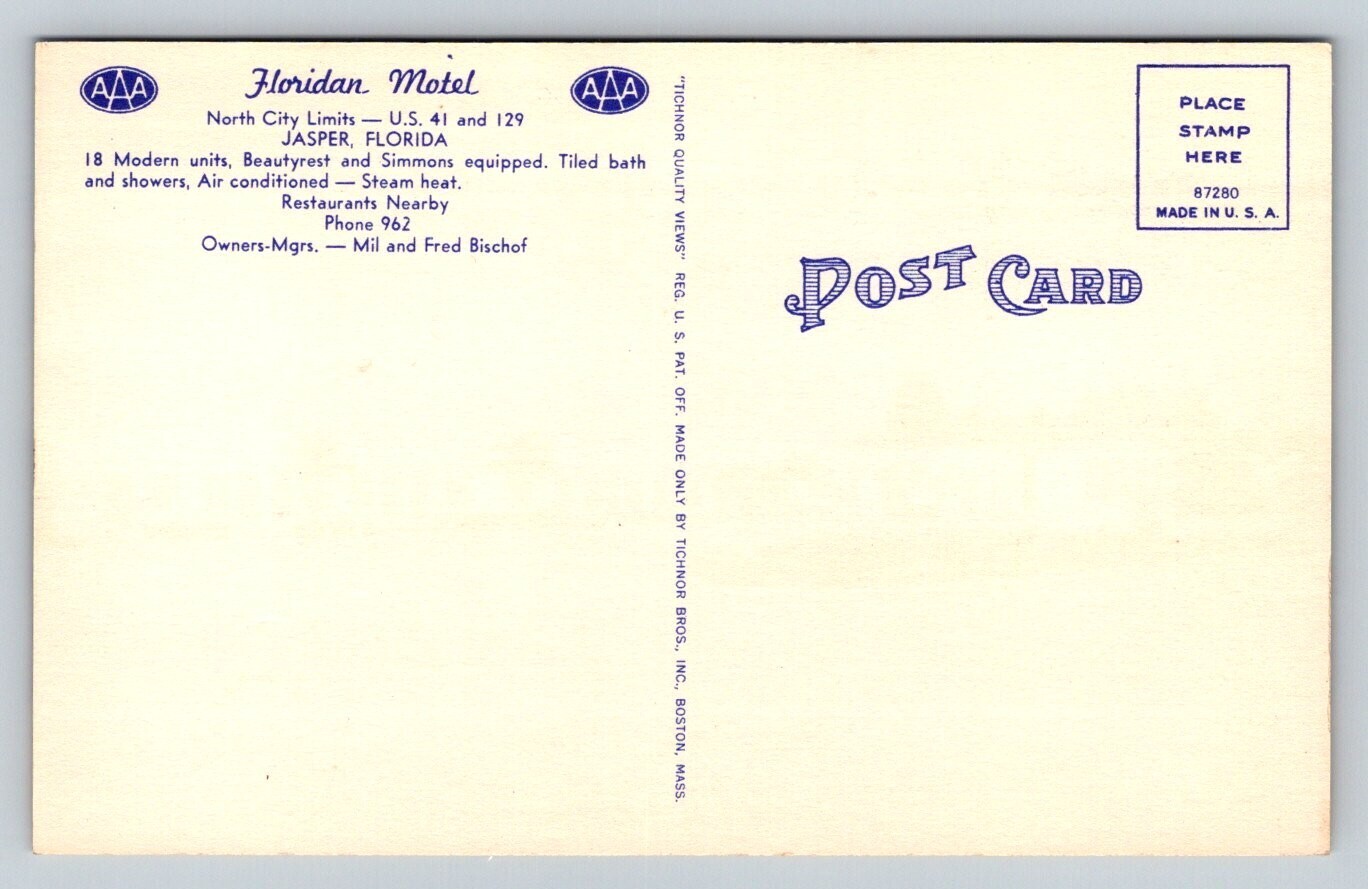 AAA
Floridan Motel
AAA
North City Limits — U.S. 41 and 129
JASPER, FLORIDA
18 Modern units, Beautyrest and Simmons equipped. Tiled bath
and showers, Air conditioned — Steam heat.
Restaurants Nearby
Phone 962
Owners-Mgrs. — Mil and Fred Bischof
"TICHNOR QUALITY VIEWS" REG. U. S. PAT. OFF. MADE ONLY BY TICHNOR BROS., INC., BOSTON, MASS.
PLACE
STAMP
HERE
87280
MADE IN U. S. A.
POST CARD